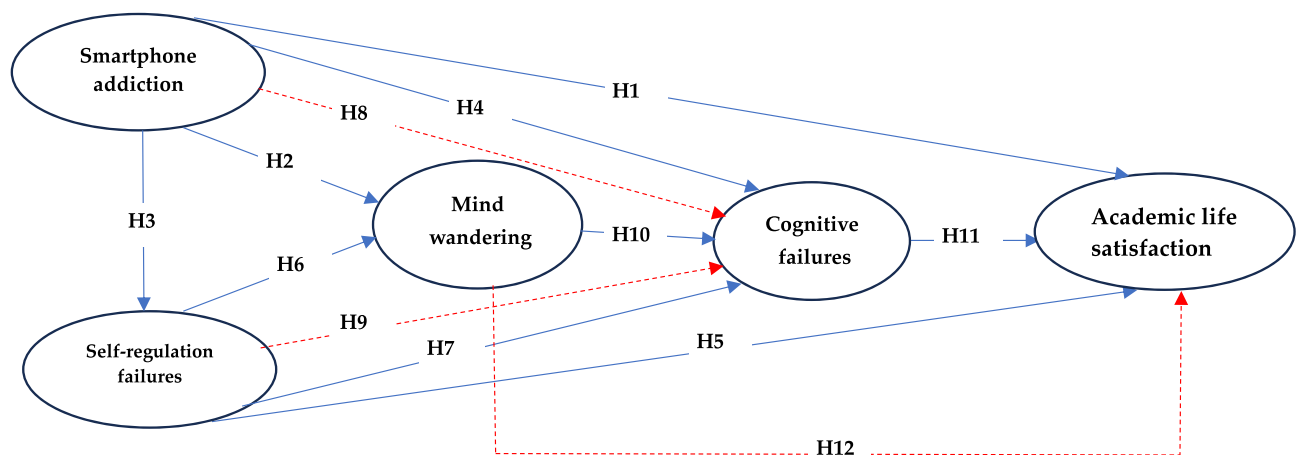 Smartphone
addiction
H1
H4
H8
H2
H3
Mind
wandering
H10
Cognitive
failures
H11
Academic life
satisfaction
H6
H9
H7
H5
Self-regulation
failures
H12